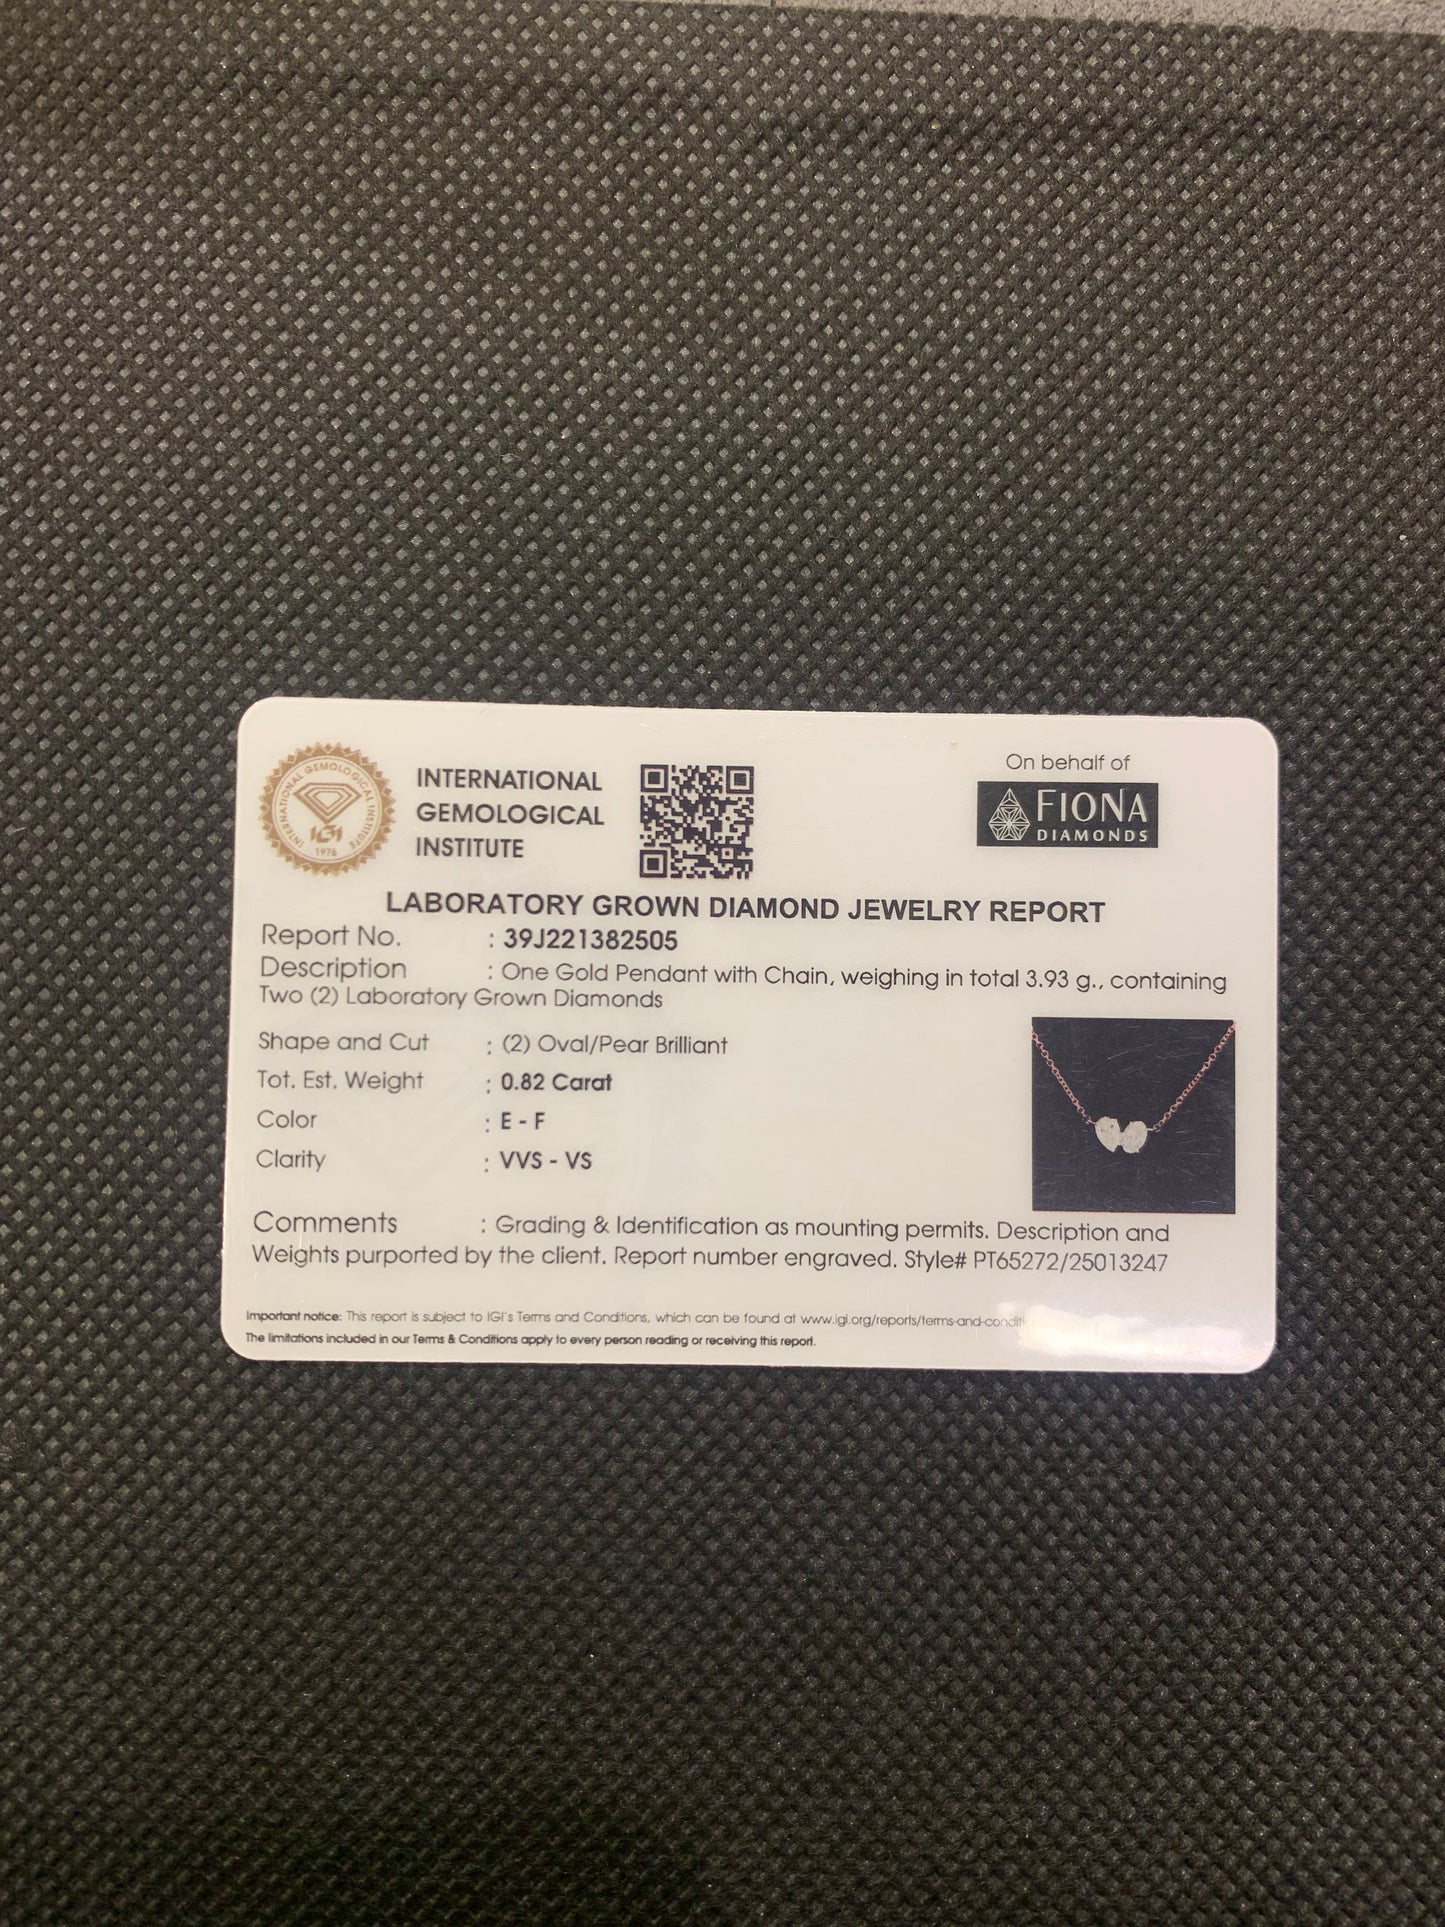 INTERNATIONAL GEMOLOGICAL INSTITUTE
IGI
1975
INTERNATIONAL
GEMOLOGICAL
INSTITUTE
On behalf of
FIONA
DIAMONDS
LABORATORY GROWN DIAMOND JEWELRY REPORT
Report No. : 39J221382505
Description : One Gold Pendant with Chain, weighing in total 3.93 g., containing
Two (2) Laboratory Grown Diamonds
Shape and Cut : (2) Oval/Pear Brilliant
Tot. Est. Weight : 0.82 Carat
Color : E - F
Clarity : VVS - VS
Comments : Grading & Identification as mounting permits. Description and
Weights purported by the client. Report number engraved. Style# PT65272/25013247
Important notice: This report is subject to IGI's Terms and Conditions, which can be found at
The limitations included in our Terms & Conditions apply to every person reading or receiving this report.